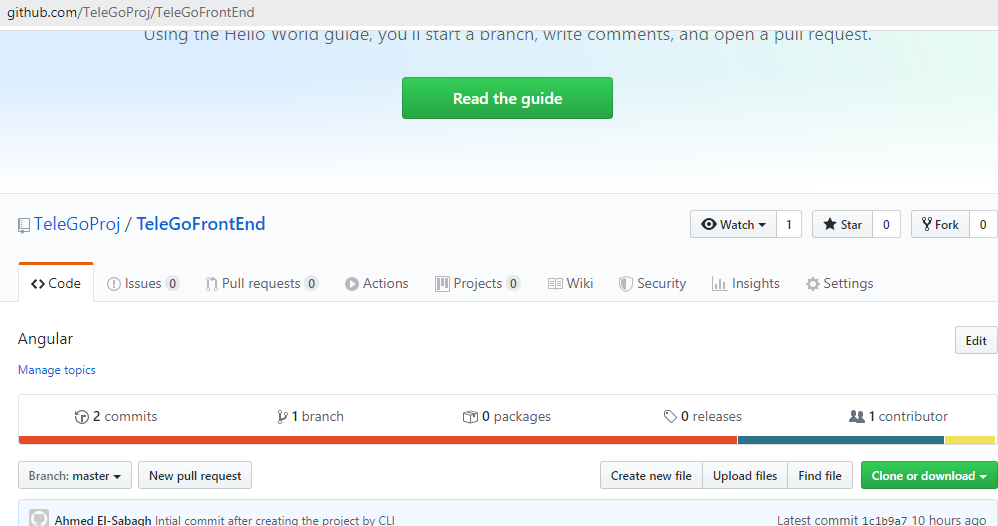 github.com/TeleGoProj/TeleGoFrontEnd
Using the Hello World guide, you'll start a branch, write comments, and open a pull request.
Read the guide
TeleGoProj / TeleGoFrontEnd Watch 1 Star 0 Fork 0
Code Issues 0 Pull requests 0 Actions Projects 0 Wiki Security Insights Settings
Angular Edit
Manage topics
2 commits 1 branch 0 packages 0 releases 1 contributor
Branch: master New pull request Create new file Upload files Find file Clone or download
Ahmed El-Sabagh Intial commit after creating the project by CLI Latest commit 1c1b9a7 10 hours ago